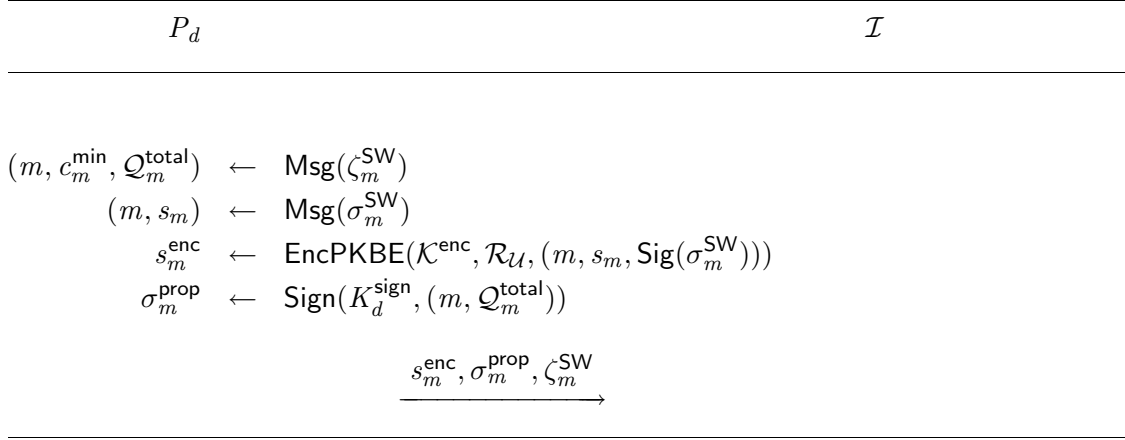 P_d 𝓘
(m, c_m^min, 𝒬_m^total) ← Msg(ζ_m^SW)
(m, s_m) ← Msg(σ_m^SW)
s_m^enc ← EncPKBE(𝒦^enc, ℛ_𝒰, (m, s_m, Sig(σ_m^SW)))
σ_m^prop ← Sign(K_d^sign, (m, 𝒬_m^total))
s_m^enc, σ_m^prop, ζ_m^SW